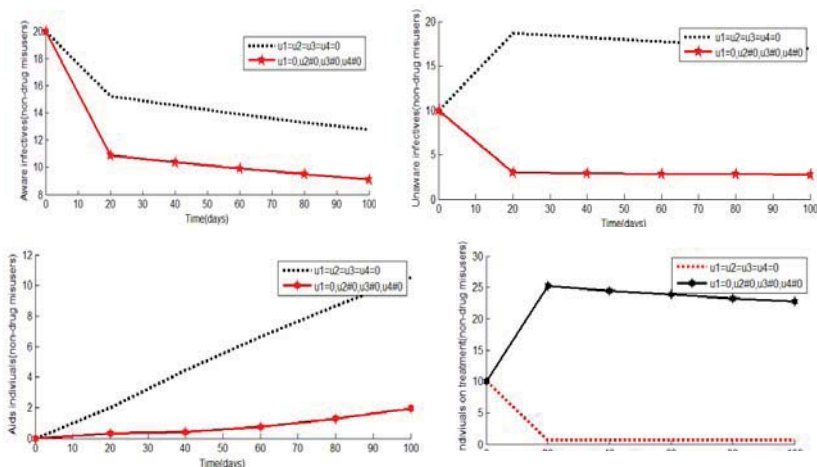 Aware infectives(non-drug misusers)
20
18
16
14
12
10
8
u1=u2=u3=u4=0
u1=0,u2#0,u3#0,u4#0
0 10 20 30 40 50 60 70 80 90 100
Time(days)
Unaware infectives(non-drug misusers)
20
15
10
5
0
u1=u2=u3=u4=0
u1=0,u2#0,u3#0,u4#0
0 10 20 30 40 50 60 70 80 90 100
Time(days)
Aids indiviuals(non-drug misusers)
12
10
8
6
4
2
0
u1=u2=u3=u4=0
u1=0,u2#0,u3#0,u4#0
0 10 20 30 40 50 60 70 80 90 100
Time(days)
ndiviuals on treatment(non-drug misusers)
30
25
20
15
10
5
0
u1=u2=u3=u4=0
u1=0,u2#0,u3#0,u4#0